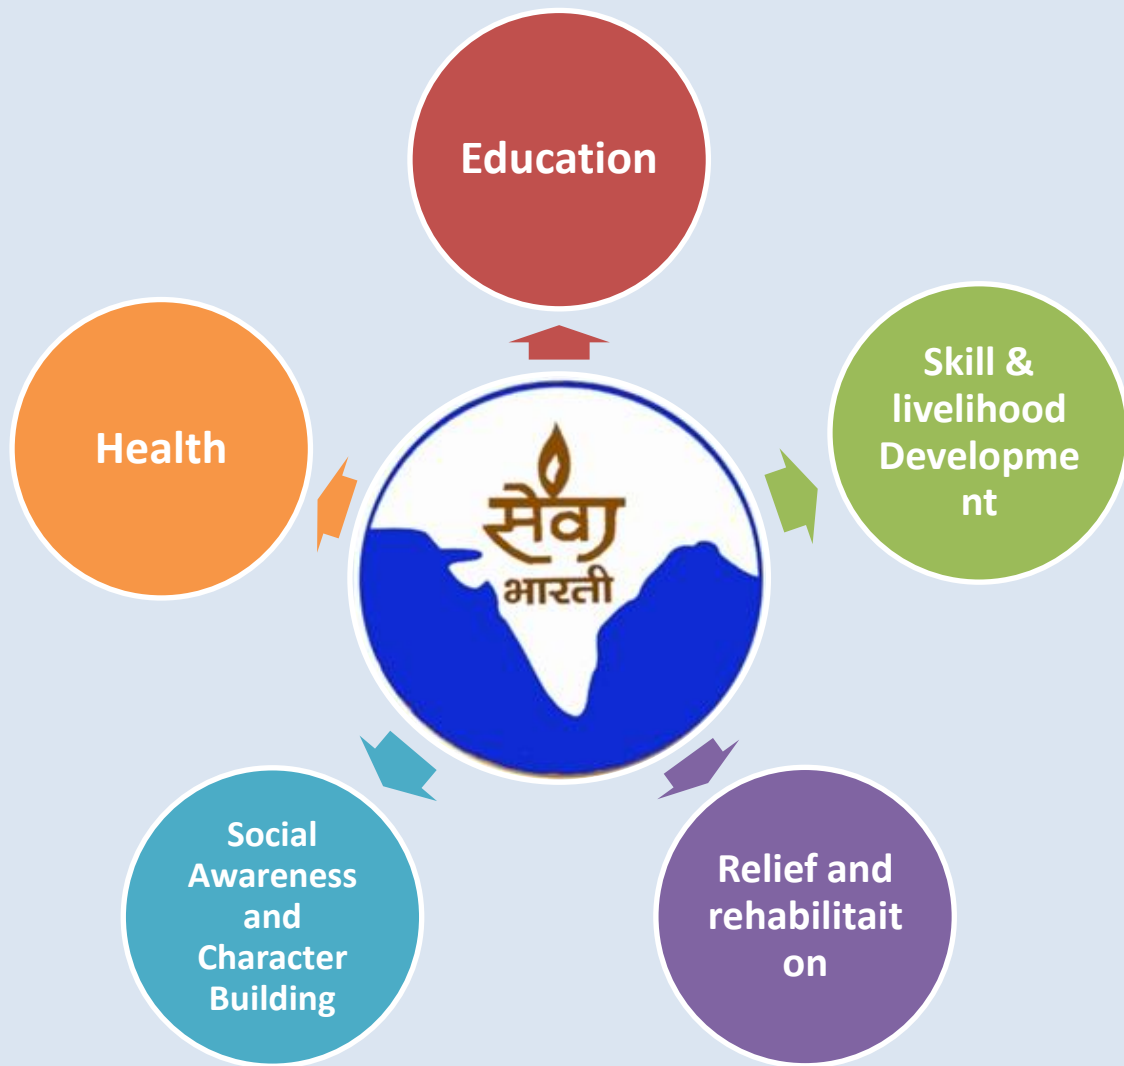 Education
Skill &
livelihood
Developme
nt
Health
सेवा
भारती
Social
Awareness
and
Character
Building
Relief and
rehabilitait
on